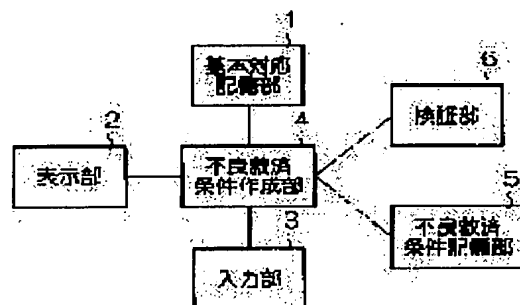 1
基本対応
記憶部
6
検証部
2
表示部
4
不良救済
条件作成部
5
不良救済
条件記憶部
3
入力部